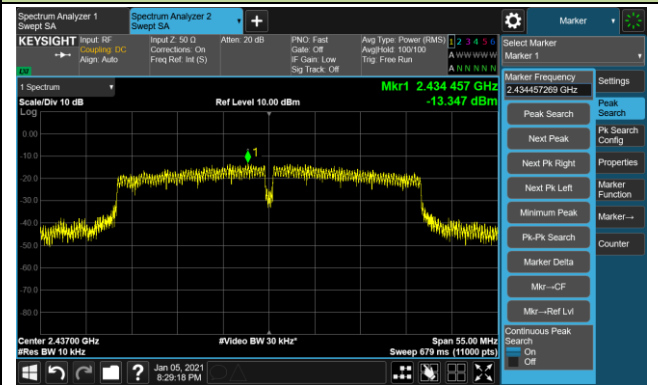 Spectrum Analyzer 1
Swept SA
Spectrum Analyzer 2
Swept SA
+
Marker
KEYSIGHT
Input: RF
Coupling: DC
Align: Auto
Input Z: 50 Ω
Corrections: On
Freq Ref: Int (S)
Atten: 20 dB
PNO: Fast
Gate: Off
IF Gain: Low
Sig Track: Off
Avg Type: Power (RMS)
Avg|Hold: 100/100
Trig: Free Run
1 2 3 4 5 6
A W W W W W
A N N N N N
Select Marker
Marker 1
1 Spectrum
Scale/Div 10 dB
Log
Ref Level 10.00 dBm
Mkr1 2.434 457 GHz
-13.347 dBm
1
0.00
-10.0
-20.0
-30.0
-40.0
-50.0
-60.0
-70.0
-80.0
Center 2.43700 GHz
#Res BW 10 kHz
#Video BW 30 kHz*
Span 55.00 MHz
Sweep 679 ms (11000 pts)
Marker Frequency
2.434457269 GHz
Peak Search
Next Peak
Next Pk Right
Next Pk Left
Minimum Peak
Pk-Pk Search
Marker Delta
Mkr→CF
Mkr→Ref Lvl
Continuous Peak
Search
On
Off
Settings
Peak
Search
Pk Search
Config
Properties
Marker
Function
Marker→
Counter
?
Jan 05, 2021
8:29:18 PM